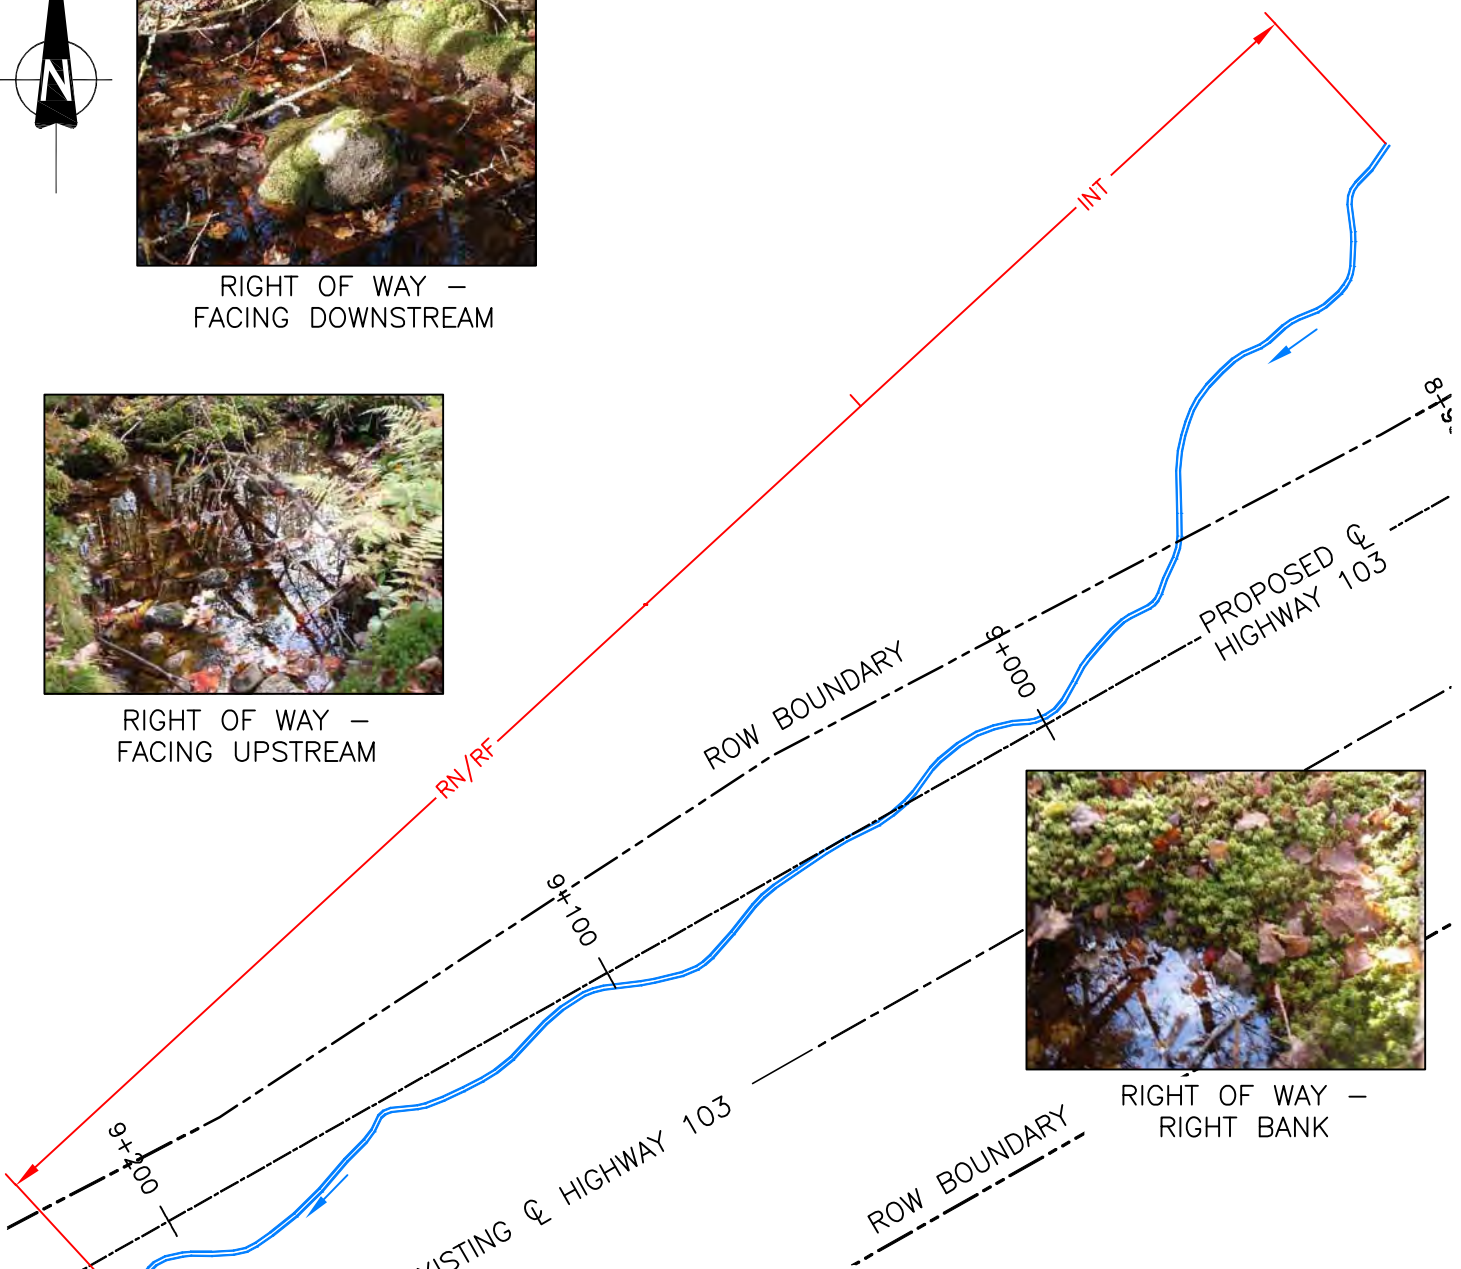 N
RIGHT OF WAY –
FACING DOWNSTREAM
INT
RIGHT OF WAY –
FACING UPSTREAM
PROPOSED ℄
HIGHWAY 103
9+000
ROW BOUNDARY
RN/RF
9+100
RIGHT OF WAY –
RIGHT BANK
9+200
℄ HIGHWAY 103
ROW BOUNDARY